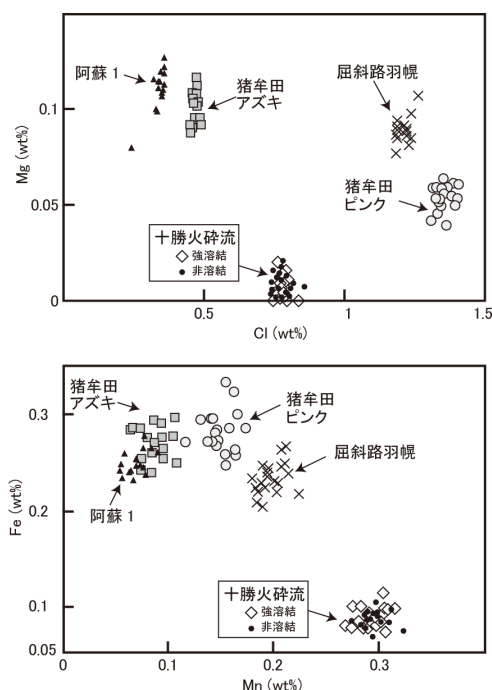 阿蘇 1
猪牟田
アズキ
屈斜路羽幌
猪牟田
ピンク
十勝火砕流
強溶結
非溶結
Mg (wt%)
0.1
0.05
0
0.5
1
1.5
Cl (wt%)
猪牟田
アズキ
猪牟田
ピンク
屈斜路羽幌
阿蘇 1
十勝火砕流
強溶結
非溶結
Fe (wt%)
0.3
0.2
0.1
0.05
0
0.1
0.2
0.3
Mn (wt%)